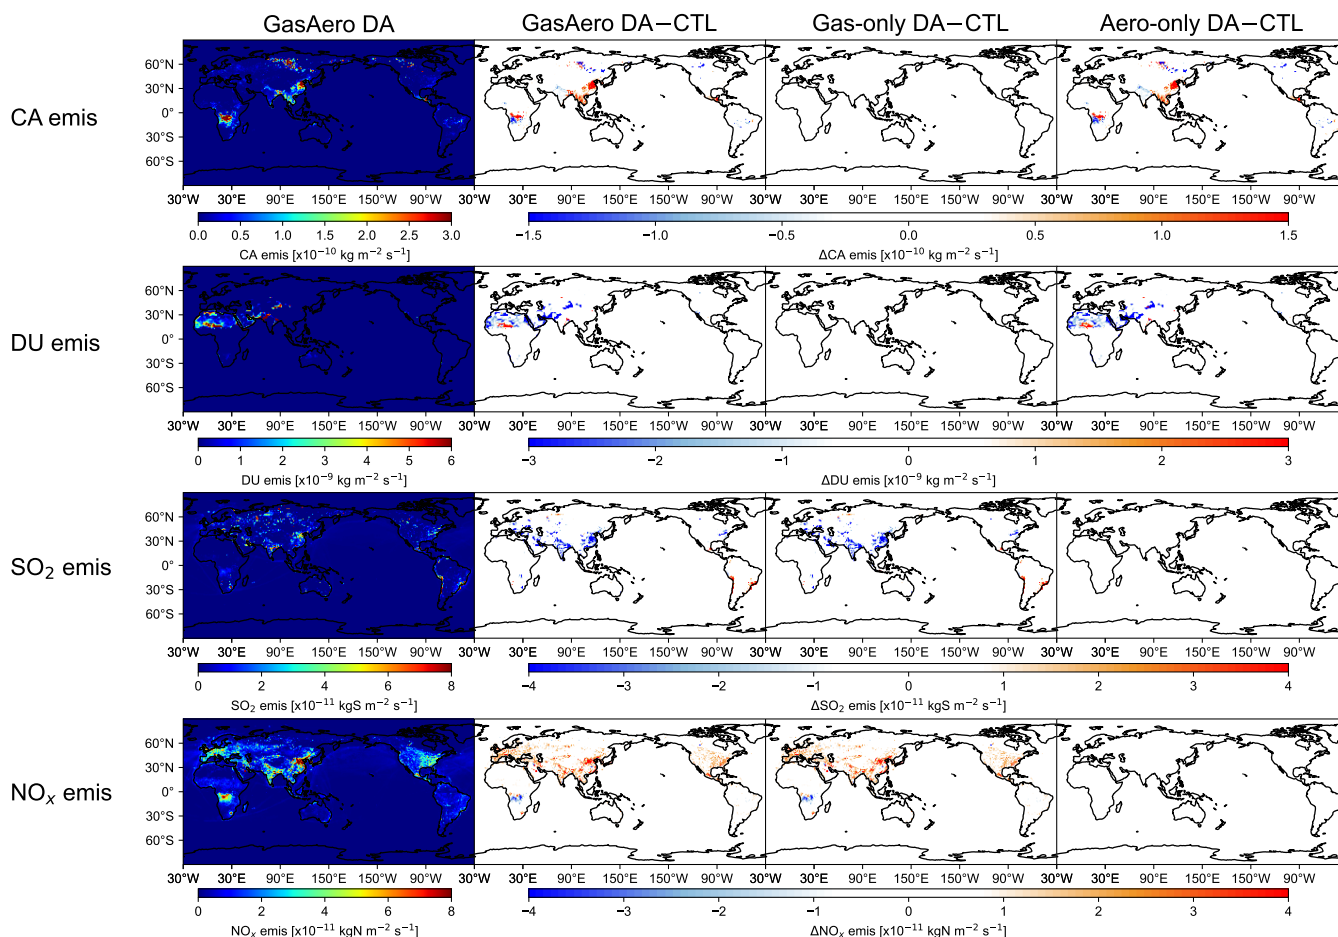 GasAero DA GasAero DA−CTL Gas-only DA−CTL Aero-only DA−CTL
CA emis
60°N
30°N
0°
30°S
60°S
30°W 30°E 90°E 150°E 150°W 90°W 30°W 30°E 90°E 150°E 150°W 90°W 30°W 30°E 90°E 150°E 150°W 90°W 30°W 30°E 90°E 150°E 150°W 90°W
0.0 0.5 1.0 1.5 2.0 2.5 3.0 −1.5 −1.0 −0.5 0.0 0.5 1.0 1.5
CA emis [x10⁻¹⁰ kg m⁻² s⁻¹] ΔCA emis [x10⁻¹⁰ kg m⁻² s⁻¹]
DU emis
60°N
30°N
0°
30°S
60°S
30°W 30°E 90°E 150°E 150°W 90°W 30°W 30°E 90°E 150°E 150°W 90°W 30°W 30°E 90°E 150°E 150°W 90°W 30°W 30°E 90°E 150°E 150°W 90°W
0 1 2 3 4 5 6 −3 −2 −1 0 1 2 3
DU emis [x10⁻⁹ kg m⁻² s⁻¹] ΔDU emis [x10⁻⁹ kg m⁻² s⁻¹]
SO₂ emis
60°N
30°N
0°
30°S
60°S
30°W 30°E 90°E 150°E 150°W 90°W 30°W 30°E 90°E 150°E 150°W 90°W 30°W 30°E 90°E 150°E 150°W 90°W 30°W 30°E 90°E 150°E 150°W 90°W
0 2 4 6 8 −4 −3 −2 −1 0 1 2 3 4
SO₂ emis [x10⁻¹¹ kgS m⁻² s⁻¹] ΔSO₂ emis [x10⁻¹¹ kgS m⁻² s⁻¹]
NOₓ emis
60°N
30°N
0°
30°S
60°S
30°W 30°E 90°E 150°E 150°W 90°W 30°W 30°E 90°E 150°E 150°W 90°W 30°W 30°E 90°E 150°E 150°W 90°W 30°W 30°E 90°E 150°E 150°W 90°W
0 2 4 6 8 −4 −3 −2 −1 0 1 2 3 4
NOₓ emis [x10⁻¹¹ kgN m⁻² s⁻¹] ΔNOₓ emis [x10⁻¹¹ kgN m⁻² s⁻¹]